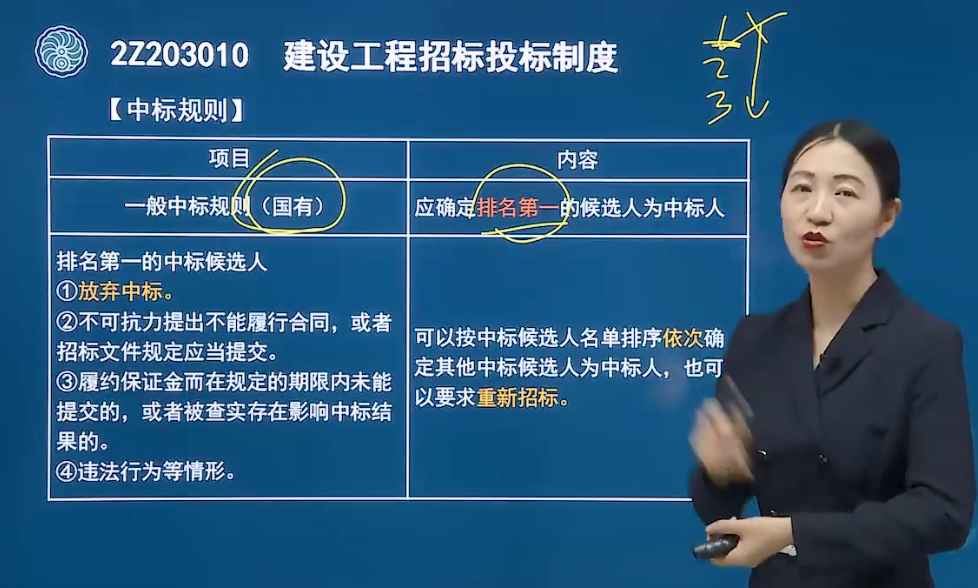 2Z203010 建设工程招标投标制度
1
2
3
【中标规则】
项目
内容
一般中标规则（国有）
应确定排名第一的候选人为中标人
排名第一的中标候选人
①放弃中标。
②不可抗力提出不能履行合同，或者
招标文件规定应当提交。
③履约保证金而在规定的期限内未能
提交的，或者被查实存在影响中标结
果的。
④违法行为等情形。
可以按中标候选人名单排序依次确
定其他中标候选人为中标人，也可
以要求重新招标。